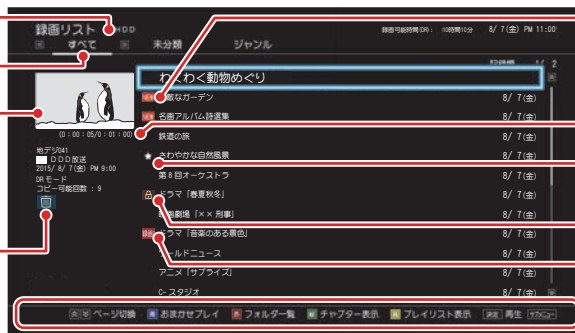 録画リスト HDD
録画可能時間(DR): 10時間10分 8/ 7(金) PM 11:00
すべて 未分類 ジャンル
1/ 2
わくわく動物めぐり
敵なガーデン 8/ 7(金)
名画アルバム詩選集 8/ 7(金)
(0:00:05/0:01:00)
鉄道の旅 8/ 7(金)
地デジ041
DDD放送
2015/ 8/ 7(金) PM 9:00
DRモード
コピー可能回数 : 9
さわやかな自然風景 8/ 7(金)
第8回オーケストラ 8/ 7(金)
ドラマ「春夏秋冬」 8/ 7(金)
画劇場「××刑事」 8/ 7(金)
録画 ドラマ「音楽のある景色」 8/ 7(金)
ールドニュース 8/ 7(金)
アニメ「サプライズ」 8/ 7(金)
C-スタジオ 8/ 7(金)
ページ切換 青 おまかせプレイ 赤 フォルダ一覧 緑 チャプター表示 黄 プレイリスト表示 決定 再生 サブメニュー